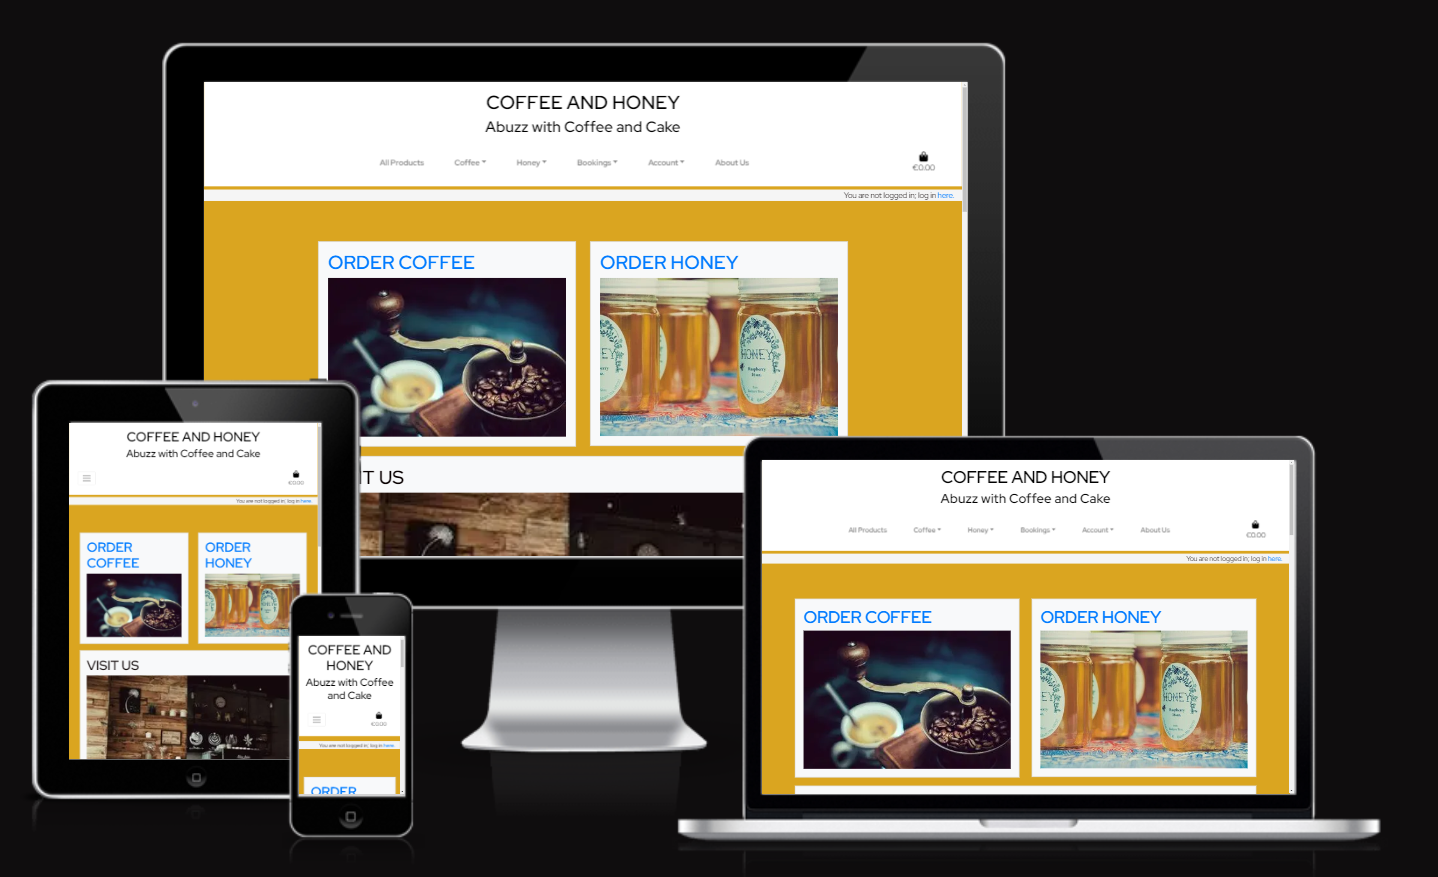 COFFEE AND HONEY
Abuzz with Coffee and Cake
All Products Coffee Honey Bookings Account About Us
€0.00
You are not logged in; log in here.
ORDER COFFEE ORDER HONEY
HONEY
Raspberry
IT US
COFFEE AND HONEY
Abuzz with Coffee and Cake
€0.00
You are not logged in; log in here.
ORDER
COFFEE
ORDER
HONEY
VISIT US
COFFEE AND
HONEY
Abuzz with Coffee
and Cake
€0.00
You are not logged in; log in here.
ORDER
COFFEE AND HONEY
Abuzz with Coffee and Cake
All Products Coffee Honey Bookings Account About Us
€0.00
You are not logged in; log in here.
ORDER COFFEE ORDER HONEY
HONEY